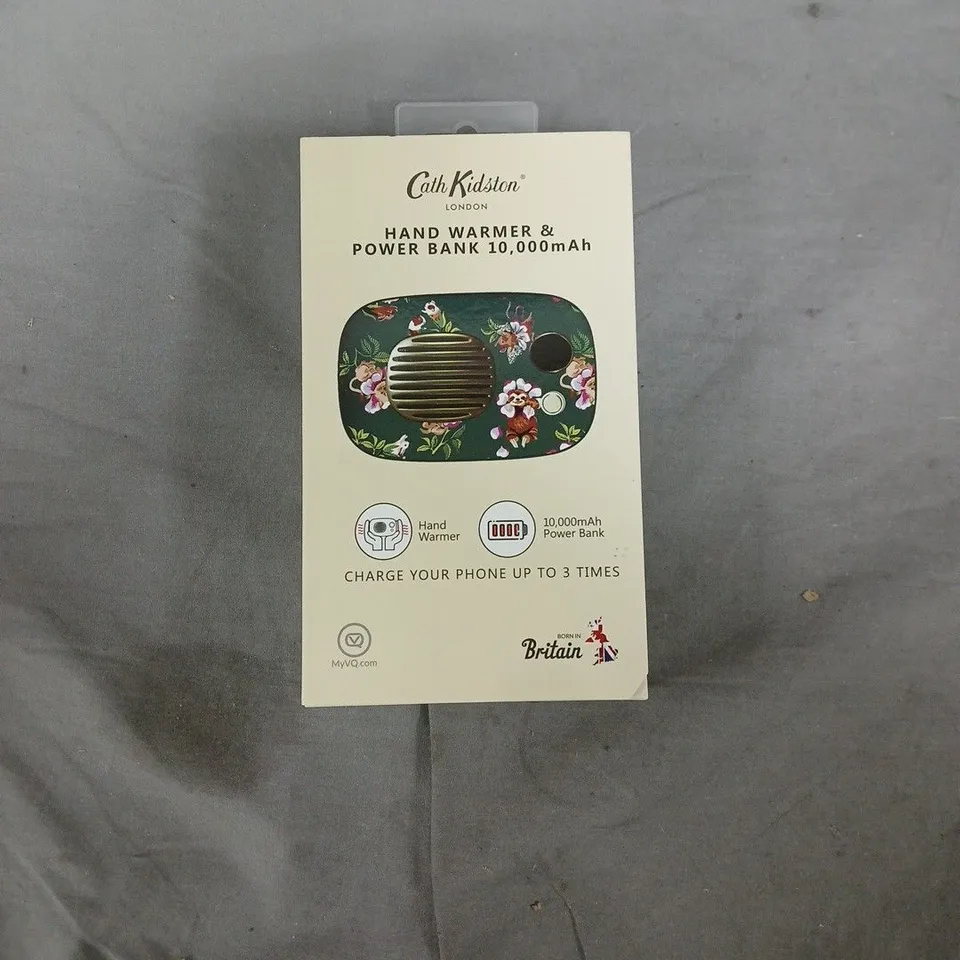 Cath Kidston®
LONDON
HAND WARMER &
POWER BANK 10,000mAh
Hand
Warmer
10,000mAh
Power Bank
CHARGE YOUR PHONE UP TO 3 TIMES
MyVQ.com
BORN IN
Britain